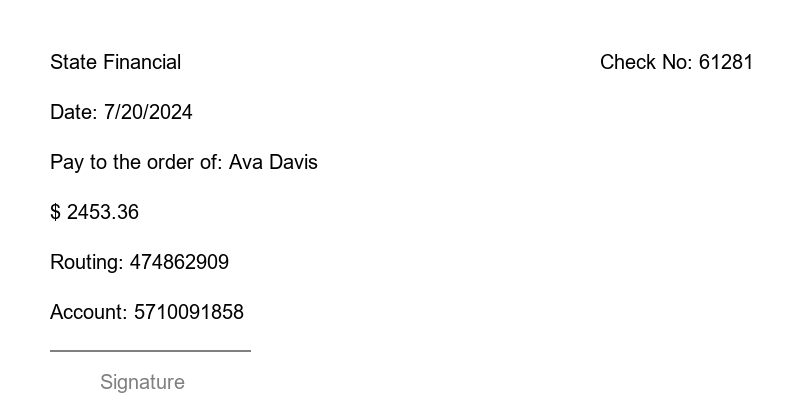 State Financial
Check No: 61281
Date: 7/20/2024
Pay to the order of: Ava Davis
$ 2453.36
Routing: 474862909
Account: 5710091858
Signature